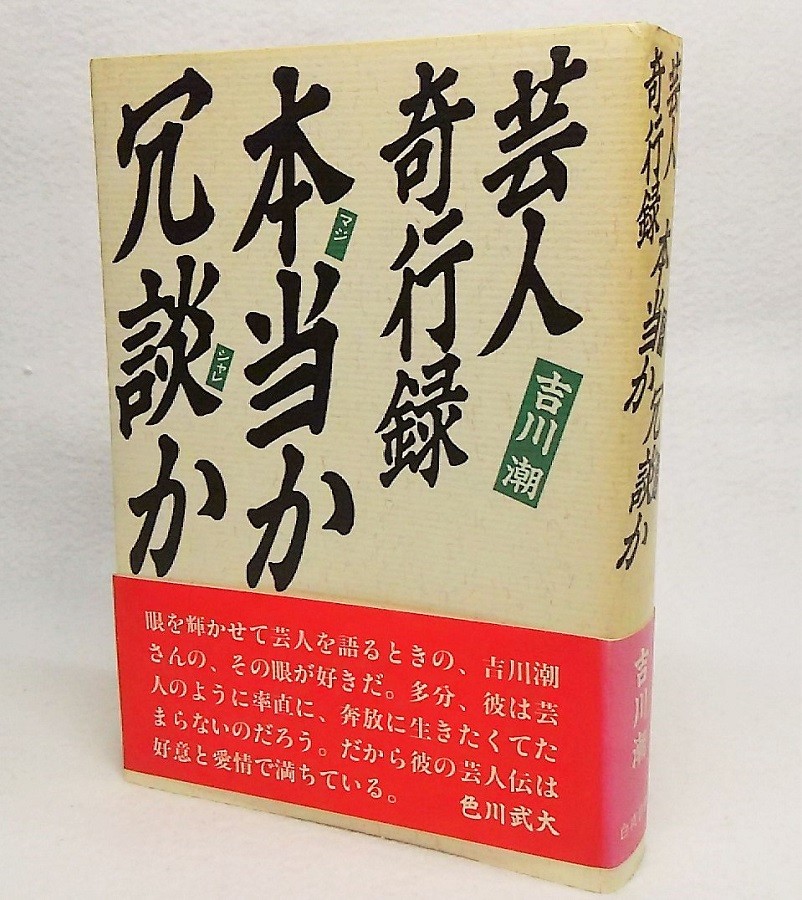 芸人
奇行録
本当か
マジ
冗談か
シャレ
吉川潮
眼を輝かせて芸人を語るときの、吉川潮
さんの、その眼が好きだ。多分、彼は芸
人のように率直に、奔放に生きたくてた
まらないのだろう。だから彼の芸人伝は
好意と愛情で満ちている。
色川武大
芸人
奇行録
本当か
冗談か
吉川潮